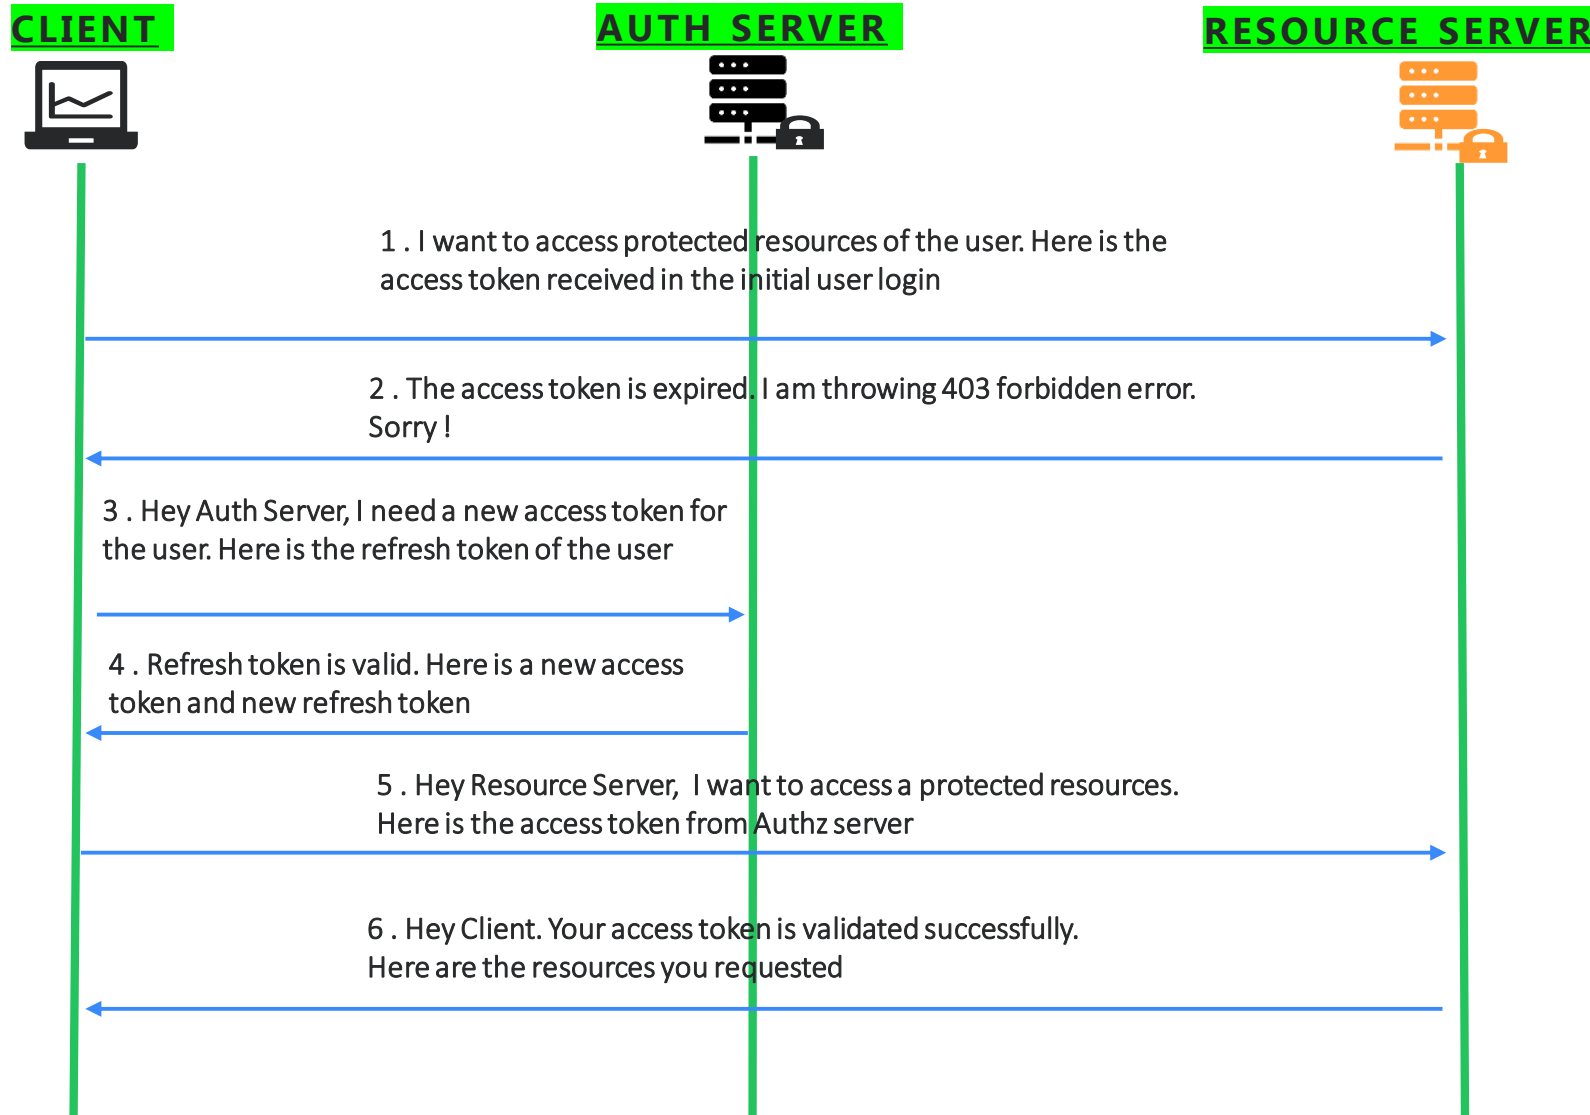 CLIENT
AUTH SERVER
RESOURCE SERVER
1 . I want to access protected resources of the user. Here is the
access token received in the initial user login
2 . The access token is expired. I am throwing 403 forbidden error.
Sorry !
3 . Hey Auth Server, I need a new access token for
the user. Here is the refresh token of the user
4 . Refresh token is valid. Here is a new access
token and new refresh token
5 . Hey Resource Server,  I want to access a protected resources.
Here is the access token from Authz server
6 . Hey Client. Your access token is validated successfully.
Here are the resources you requested